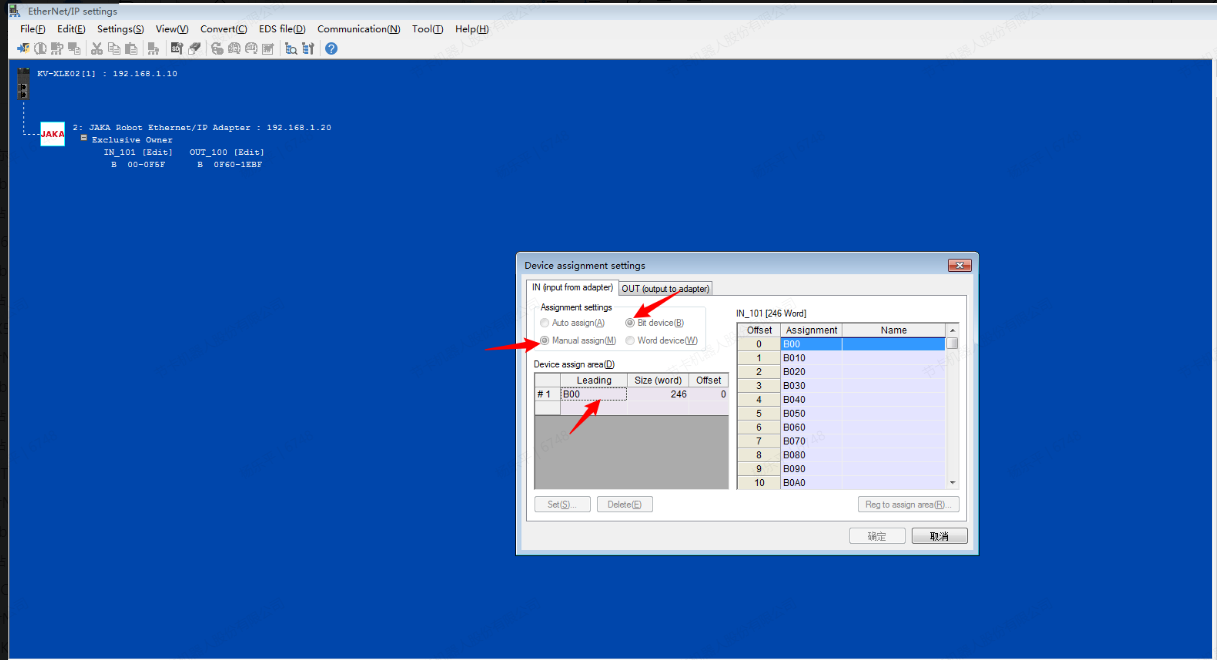 EtherNet/IP settings
File(F) Edit(E) Settings(S) View(V) Convert(C) EDS file(D) Communication(N) Tool(T) Help(H)
KV-XLE02[1] : 192.168.1.10
JAKA
2: JAKA Robot Ethernet/IP Adapter : 192.168.1.20
Exclusive Owner
IN_101 [Edit] OUT_100 [Edit]
B 00-0F5F B 0F60-1EBF
Device assignment settings
IN (input from adapter) OUT (output to adapter)
Assignment settings
Auto assign(A) Bit device(B)
Manual assign(M) Word device(W)
Device assign area(D)
Leading Size (word) Offset
#1 B00 246 0
Set(S)... Delete(E)
IN_101 [246 Word]
Offset Assignment Name
0 B00
1 B010
2 B020
3 B030
4 B040
5 B050
6 B060
7 B070
8 B080
9 B090
10 B0A0
Reg to assign area(R)...
确定 取消